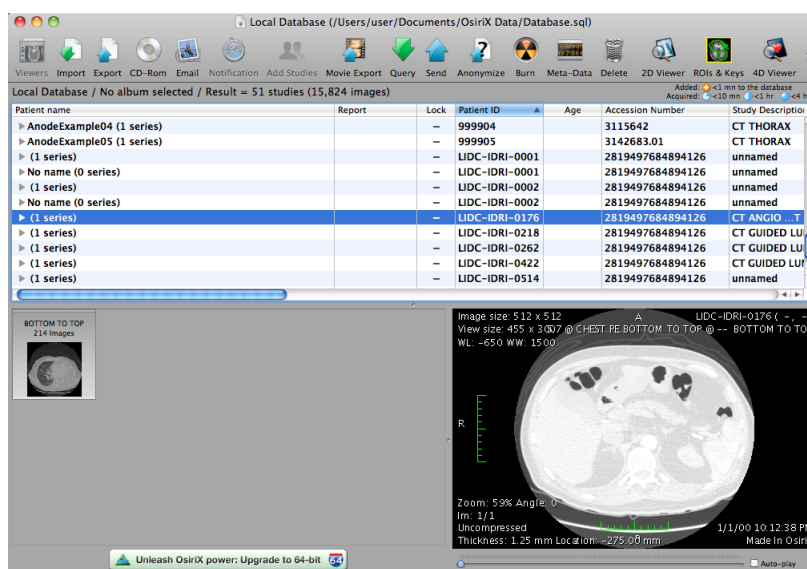 Local Database (/Users/user/Documents/OsiriX Data/Database.sql)
Viewers Import Export CD-Rom Email Notification Add Studies Movie Export Query Send Anonymize Burn Meta-Data Delete 2D Viewer ROIs & Keys 4D Viewer
Local Database / No album selected / Result = 51 studies (15,824 images)
Added: <1 mn to the database
Acquired: <10 mn <1 hr <4 h
Patient name Report Lock Patient ID Age Accession Number Study Descriptio
AnodeExample04 (1 series) – 999904 3115642 CT THORAX
AnodeExample05 (1 series) – 999905 3142683.01 CT THORAX
(1 series) – LIDC-IDRI-0001 2819497684894126 unnamed
No name (0 series) – LIDC-IDRI-0001 2819497684894126 unnamed
(1 series) – LIDC-IDRI-0002 2819497684894126 unnamed
No name (0 series) – LIDC-IDRI-0002 2819497684894126 unnamed
(1 series) – LIDC-IDRI-0176 2819497684894126 CT ANGIO ...T
(1 series) – LIDC-IDRI-0218 2819497684894126 CT GUIDED LU
(1 series) – LIDC-IDRI-0262 2819497684894126 CT GUIDED LU
(1 series) – LIDC-IDRI-0422 2819497684894126 CT GUIDED LUN
(1 series) – LIDC-IDRI-0514 2819497684894126 unnamed
BOTTOM TO TOP
214 Images
Image size: 512 x 512 A LIDC-IDRI-0176 ( – , –
View size: 455 x @ CHEST PE BOTTOM TO TOP @ -- BOTTOM TO TO
WL: -650 WW: 1500
R
Zoom: 59% Angle: 0
Im: 1/1
Uncompressed 1/1/00 10:12:38 PM
Thickness: 1.25 mm Location: -275.00 mm Made In Osiri
Unleash OsiriX power: Upgrade to 64-bit 64
Auto-play